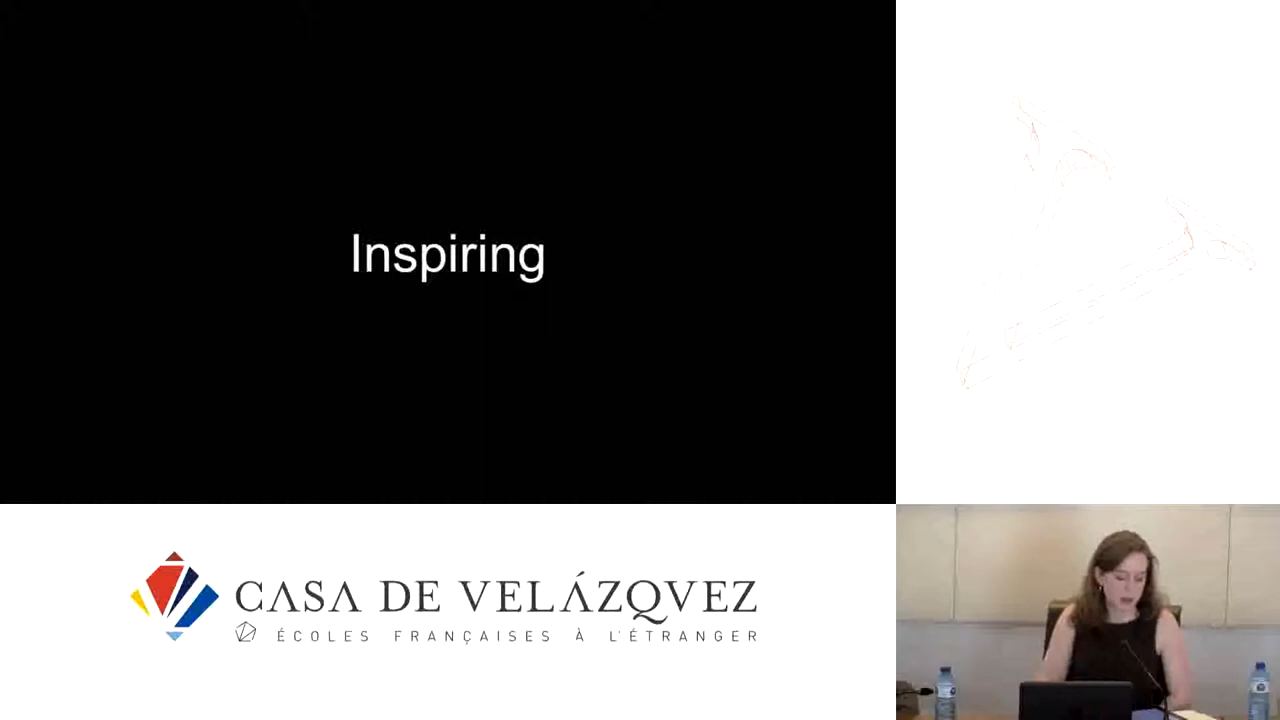 Inspiring
CASA DE VELÁZQVEZ
ÉCOLES FRANÇAISES À L'ÉTRANGER